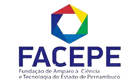 FACEPE
Fundação de Amparo à Ciência
e Tecnologia do Estado de Pernambuco